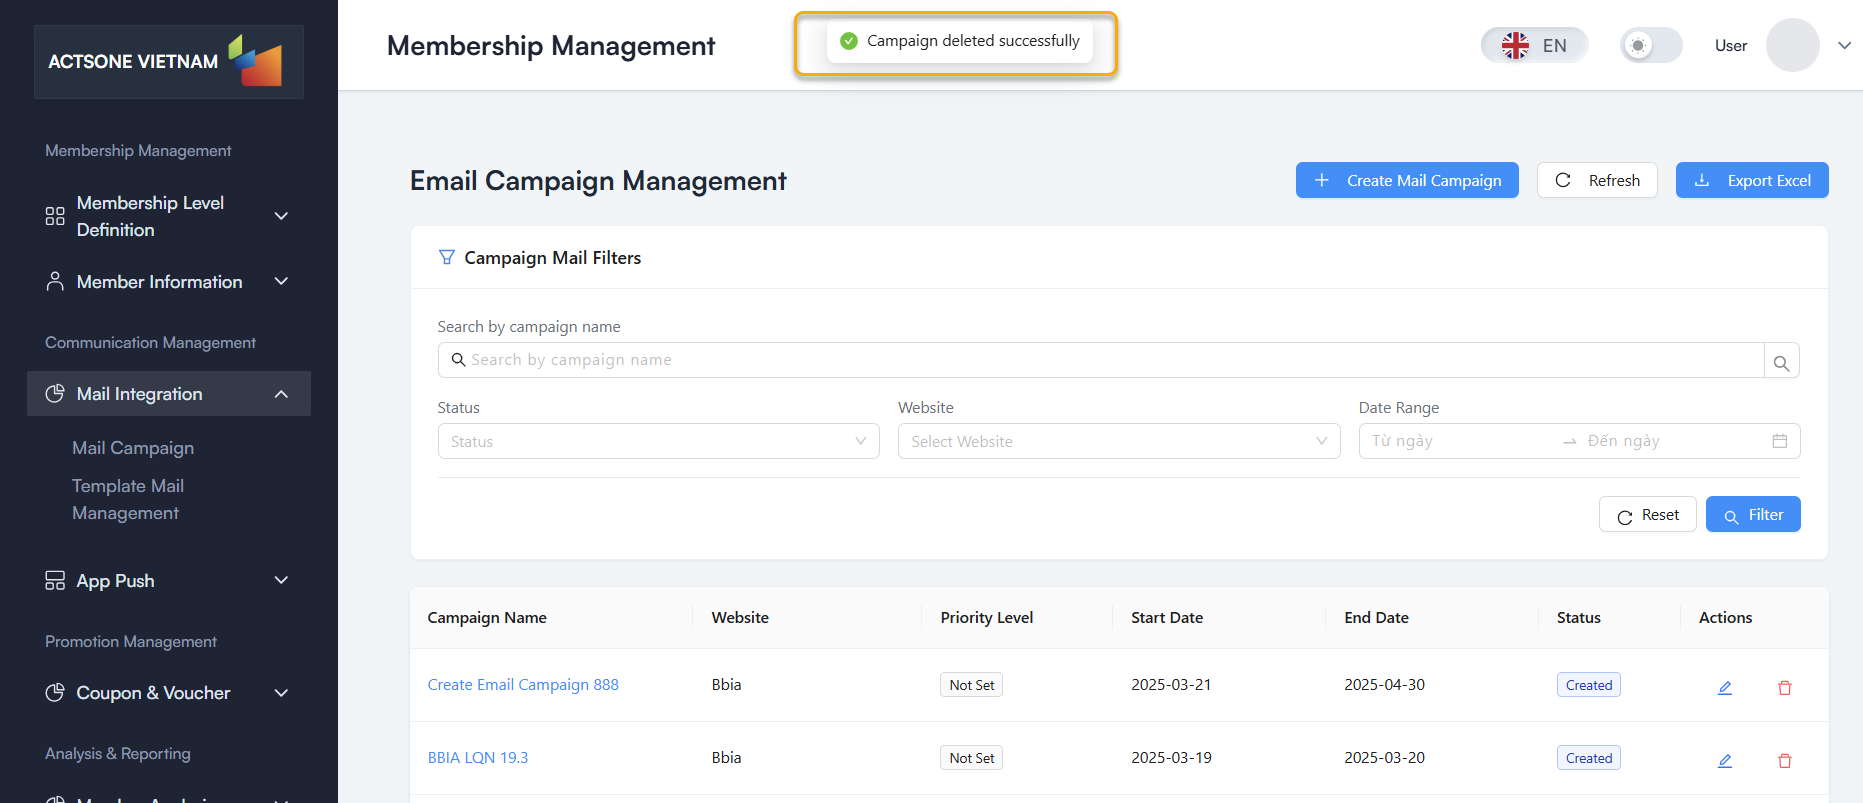 ACTSONE VIETNAM
Membership Management
Campaign deleted successfully
EN
User
Membership Management
Membership Level
Definition
Member Information
Communication Management
Mail Integration
Mail Campaign
Template Mail
Management
App Push
Promotion Management
Coupon & Voucher
Analysis & Reporting
Email Campaign Management
Create Mail Campaign
Refresh
Export Excel
Campaign Mail Filters
Search by campaign name
Search by campaign name
Status
Website
Date Range
Status
Select Website
Từ ngày
Đến ngày
Reset
Filter
Campaign Name
Website
Priority Level
Start Date
End Date
Status
Actions
Create Email Campaign 888
Bbia
Not Set
2025-03-21
2025-04-30
Created
BBIA LQN 19.3
Bbia
Not Set
2025-03-19
2025-03-20
Created